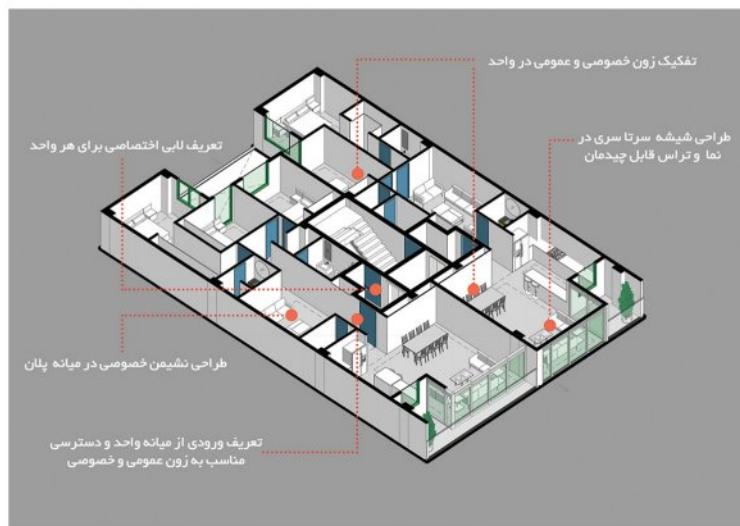 تفکیک زون خصوصی و عمومی در واحد
طراحی شیشه سرتا سری در
نما و تراس قابل چیدمان
تعریف لابی اختصاصی برای هر واحد
طراحی نشیمن خصوصی در میانه پلان
تعریف ورودی از میانه واحد و دسترسی
مناسب به زون عمومی و خصوصی